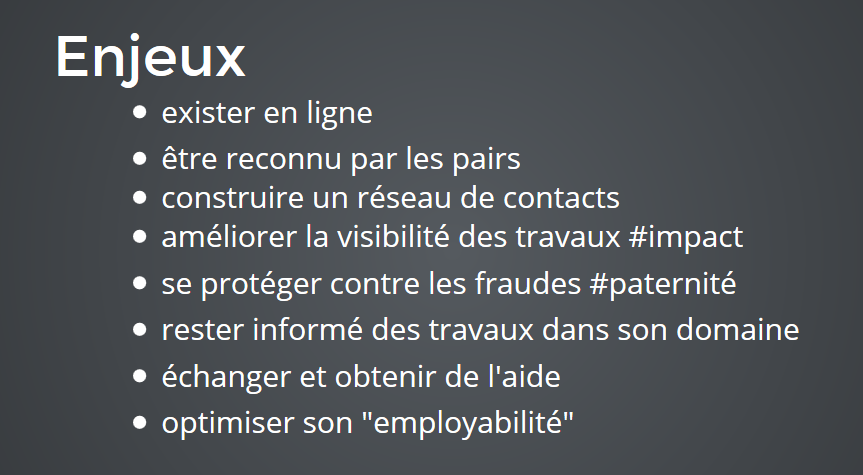 Enjeux
• exister en ligne
• être reconnu par les pairs
• construire un réseau de contacts
• améliorer la visibilité des travaux #impact
• se protéger contre les fraudes #paternité
• rester informé des travaux dans son domaine
• échanger et obtenir de l'aide
• optimiser son "employabilité"